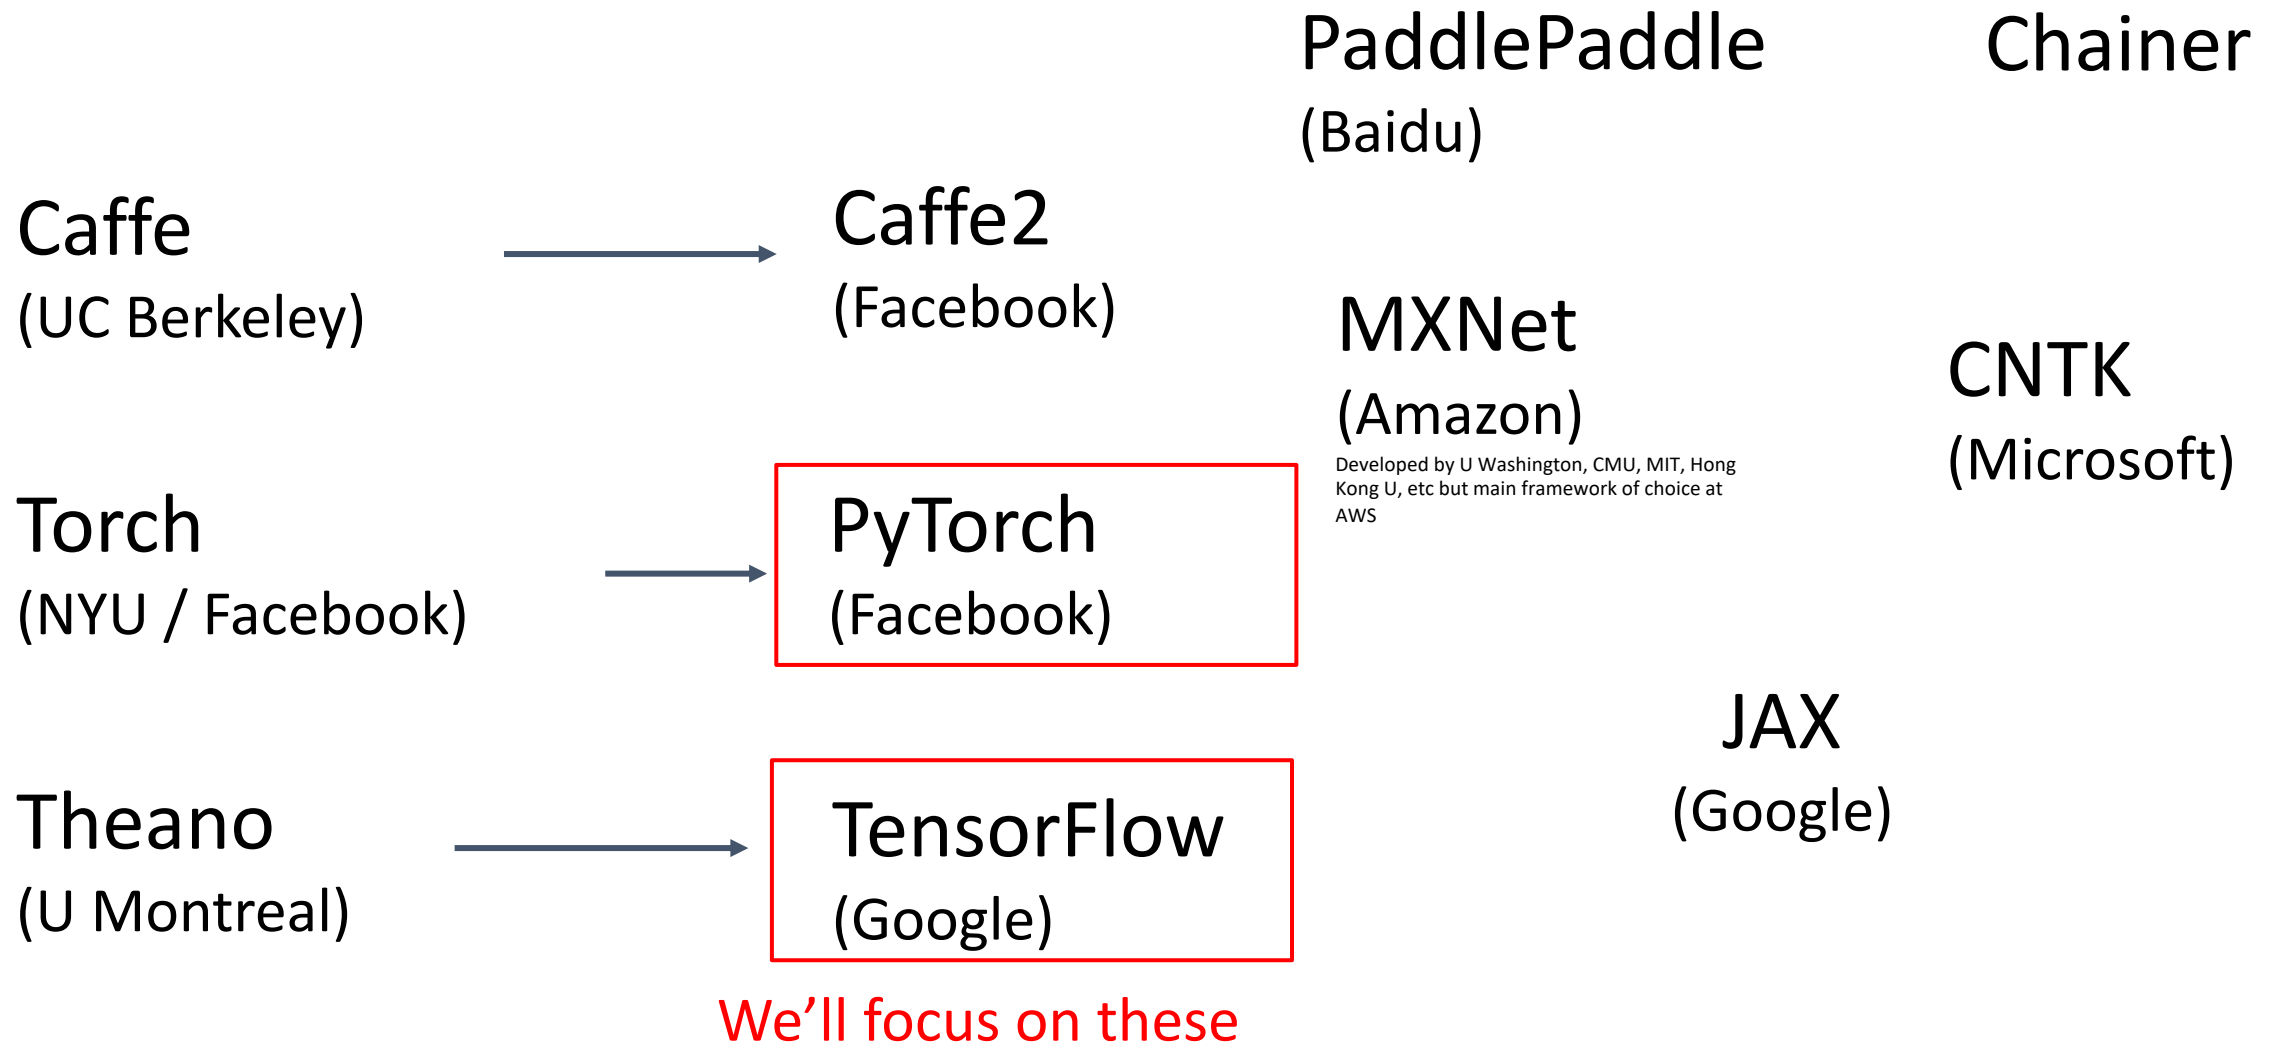 PaddlePaddle
(Baidu)
Chainer
Caffe
(UC Berkeley)
Caffe2
(Facebook)
MXNet
(Amazon)
Developed by U Washington, CMU, MIT, Hong
Kong U, etc but main framework of choice at
AWS
CNTK
(Microsoft)
Torch
(NYU / Facebook)
PyTorch
(Facebook)
JAX
(Google)
Theano
(U Montreal)
TensorFlow
(Google)
We’ll focus on these